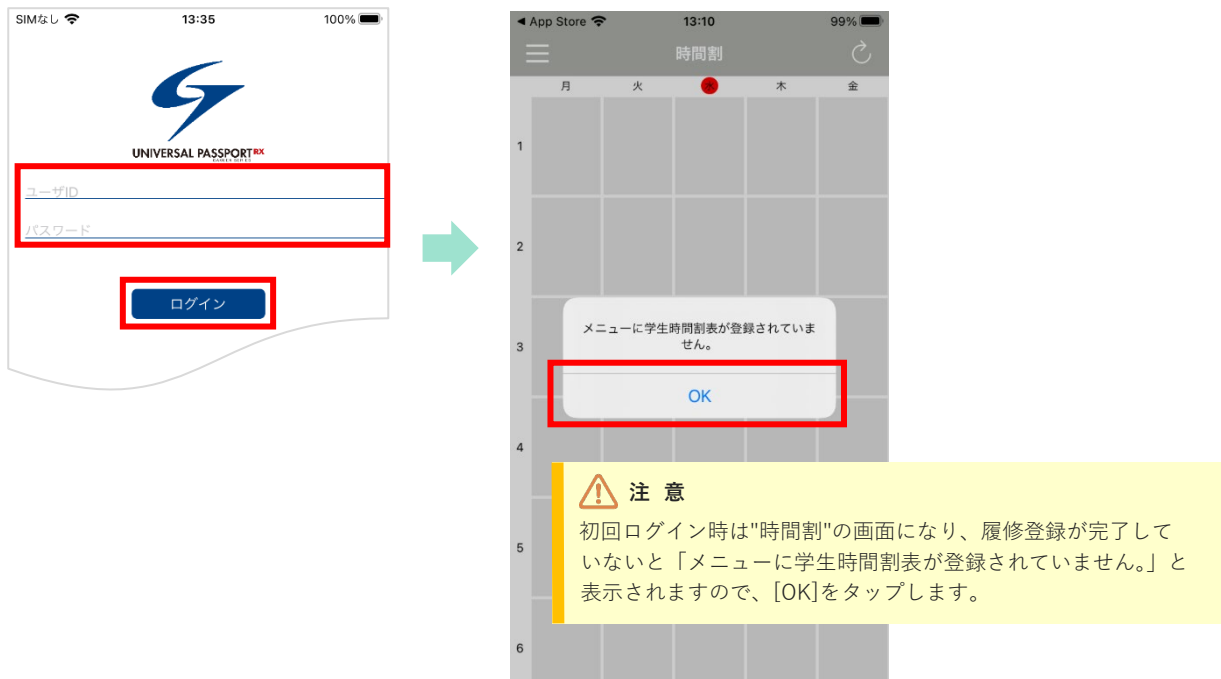 SIMなし 13:35 100%
UNIVERSAL PASSPORT RX
ユーザID
パスワード
ログイン
◀ App Store 13:10 99%
時間割
月 火 水 木 金
1
2
3
4
5
6
メニューに学生時間割表が登録されていま
せん。
OK
注 意
初回ログイン時は"時間割"の画面になり、履修登録が完了して
いないと「メニューに学生時間割表が登録されていません。」と
表示されますので、[OK]をタップします。